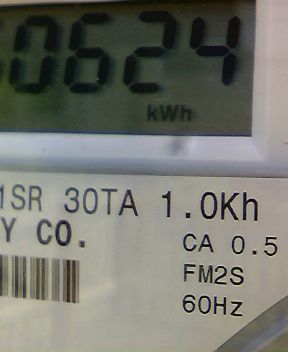 0624
kWh
1SR 30TA 1.0Kh
Y CO.
CA 0.5
FM2S
60Hz